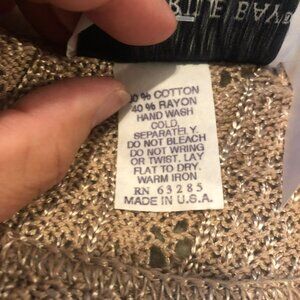 BAY
0 % COTTON
40 % RAYON
HAND WASH
COLD,
SEPARATELY.
DO NOT BLEACH
DO NOT WRING
OR TWIST. LAY
FLAT TO DRY.
WARM IRON
RN 63285
MADE IN U.S.A.